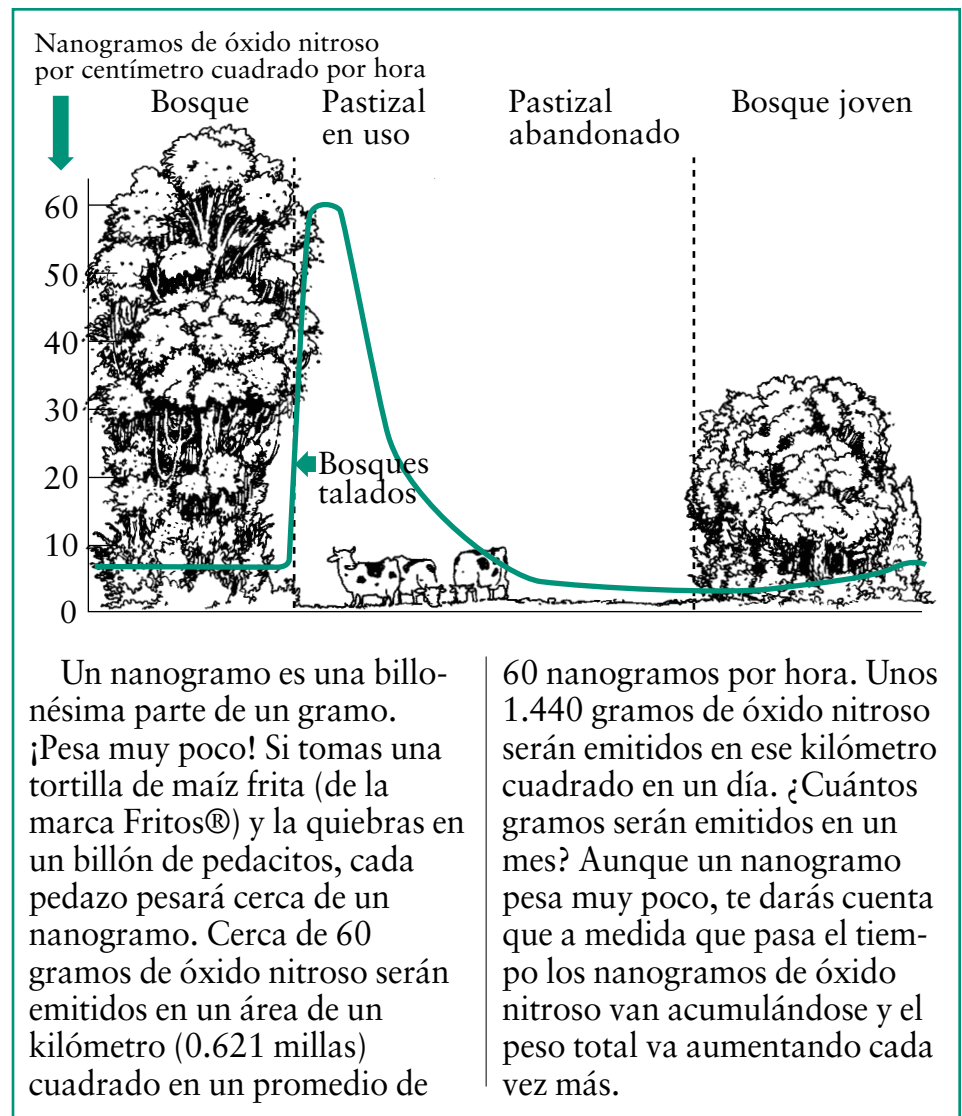 Nanogramos de óxido nitroso
por centímetro cuadrado por hora
Bosque
Pastizal
en uso
Pastizal
abandonado
Bosque joven
60
50
40
30
20
10
0
Bosques
talados
Un nanogramo es una billo-
nésima parte de un gramo.
¡Pesa muy poco! Si tomas una
tortilla de maíz frita (de la
marca Fritos®) y la quiebras en
un billón de pedacitos, cada
pedazo pesará cerca de un
nanogramo. Cerca de 60
gramos de óxido nitroso serán
emitidos en un área de un
kilómetro (0.621 millas)
cuadrado en un promedio de
60 nanogramos por hora. Unos
1.440 gramos de óxido nitroso
serán emitidos en ese kilómetro
cuadrado en un día. ¿Cuántos
gramos serán emitidos en un
mes? Aunque un nanogramo
pesa muy poco, te darás cuenta
que a medida que pasa el tiem-
po los nanogramos de óxido
nitroso van acumulándose y el
peso total va aumentando cada
vez más.